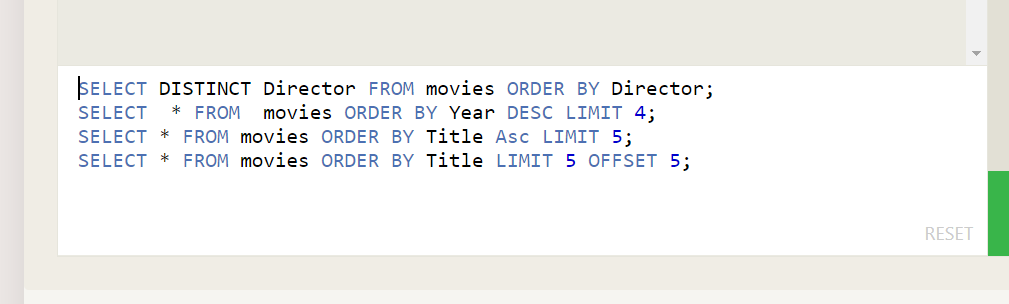 SELECT DISTINCT Director FROM movies ORDER BY Director;
SELECT  * FROM  movies ORDER BY Year DESC LIMIT 4;
SELECT * FROM movies ORDER BY Title Asc LIMIT 5;
SELECT * FROM movies ORDER BY Title LIMIT 5 OFFSET 5;
RESET